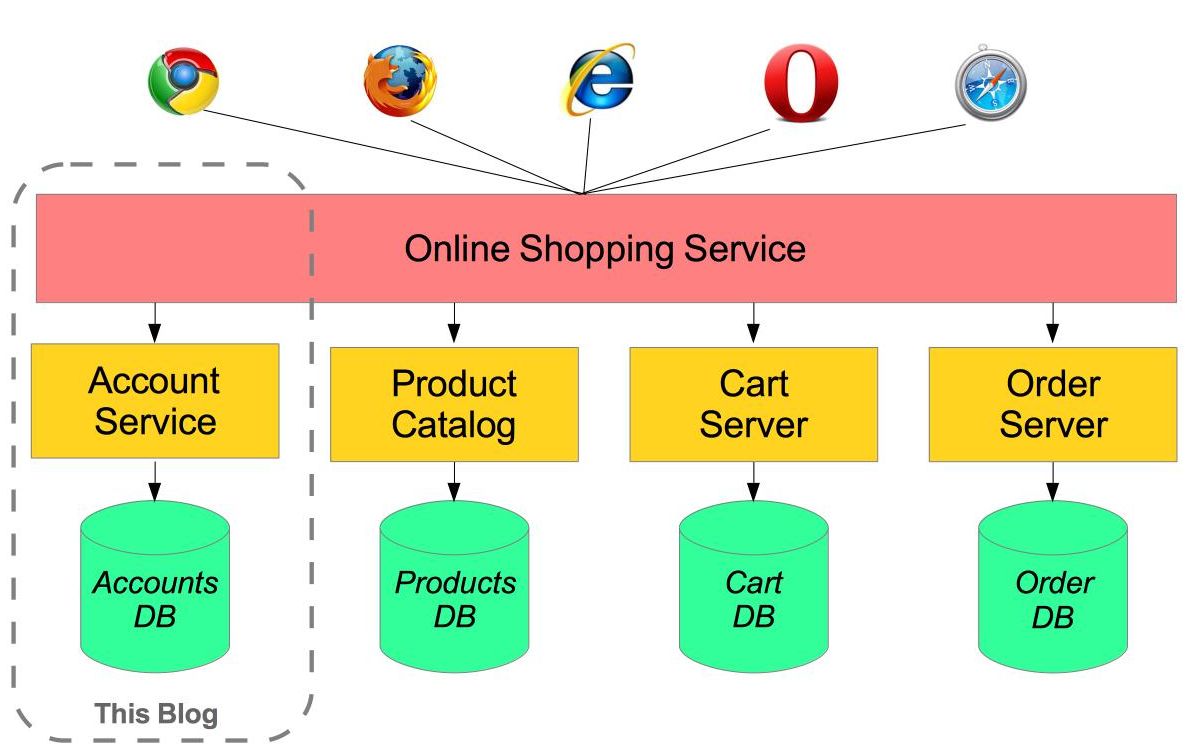 Online Shopping Service
Account
Service
Product
Catalog
Cart
Server
Order
Server
Accounts
DB
Products
DB
Cart
DB
Order
DB
This Blog